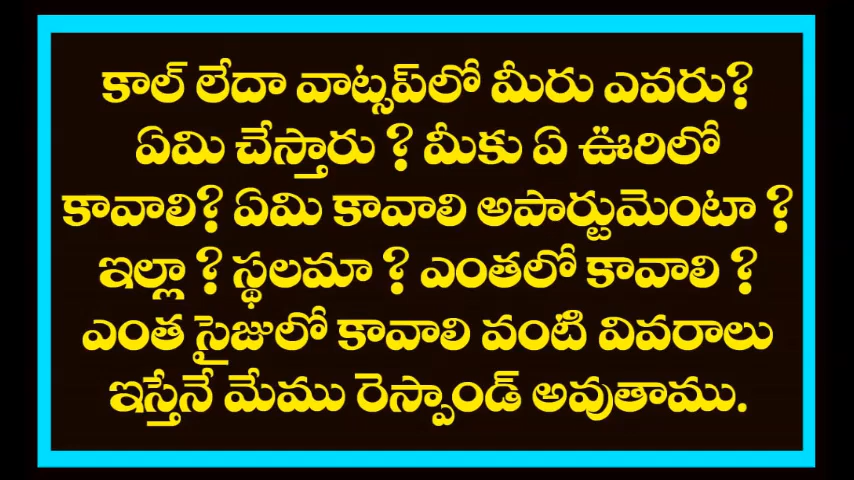 కాల్ లేదా వాట్సప్‌లో మీరు ఎవరు?
ఏమి చేస్తారు ? మీకు ఏ ఊరిలో
కావాలి? ఏమి కావాలి అపార్టుమెంటా ?
ఇల్లా ? స్థలమా ? ఎంతలో కావాలి ?
ఎంత సైజులో కావాలి వంటి వివరాలు
ఇస్తేనే మేము రెస్పాండ్ అవుతాము.